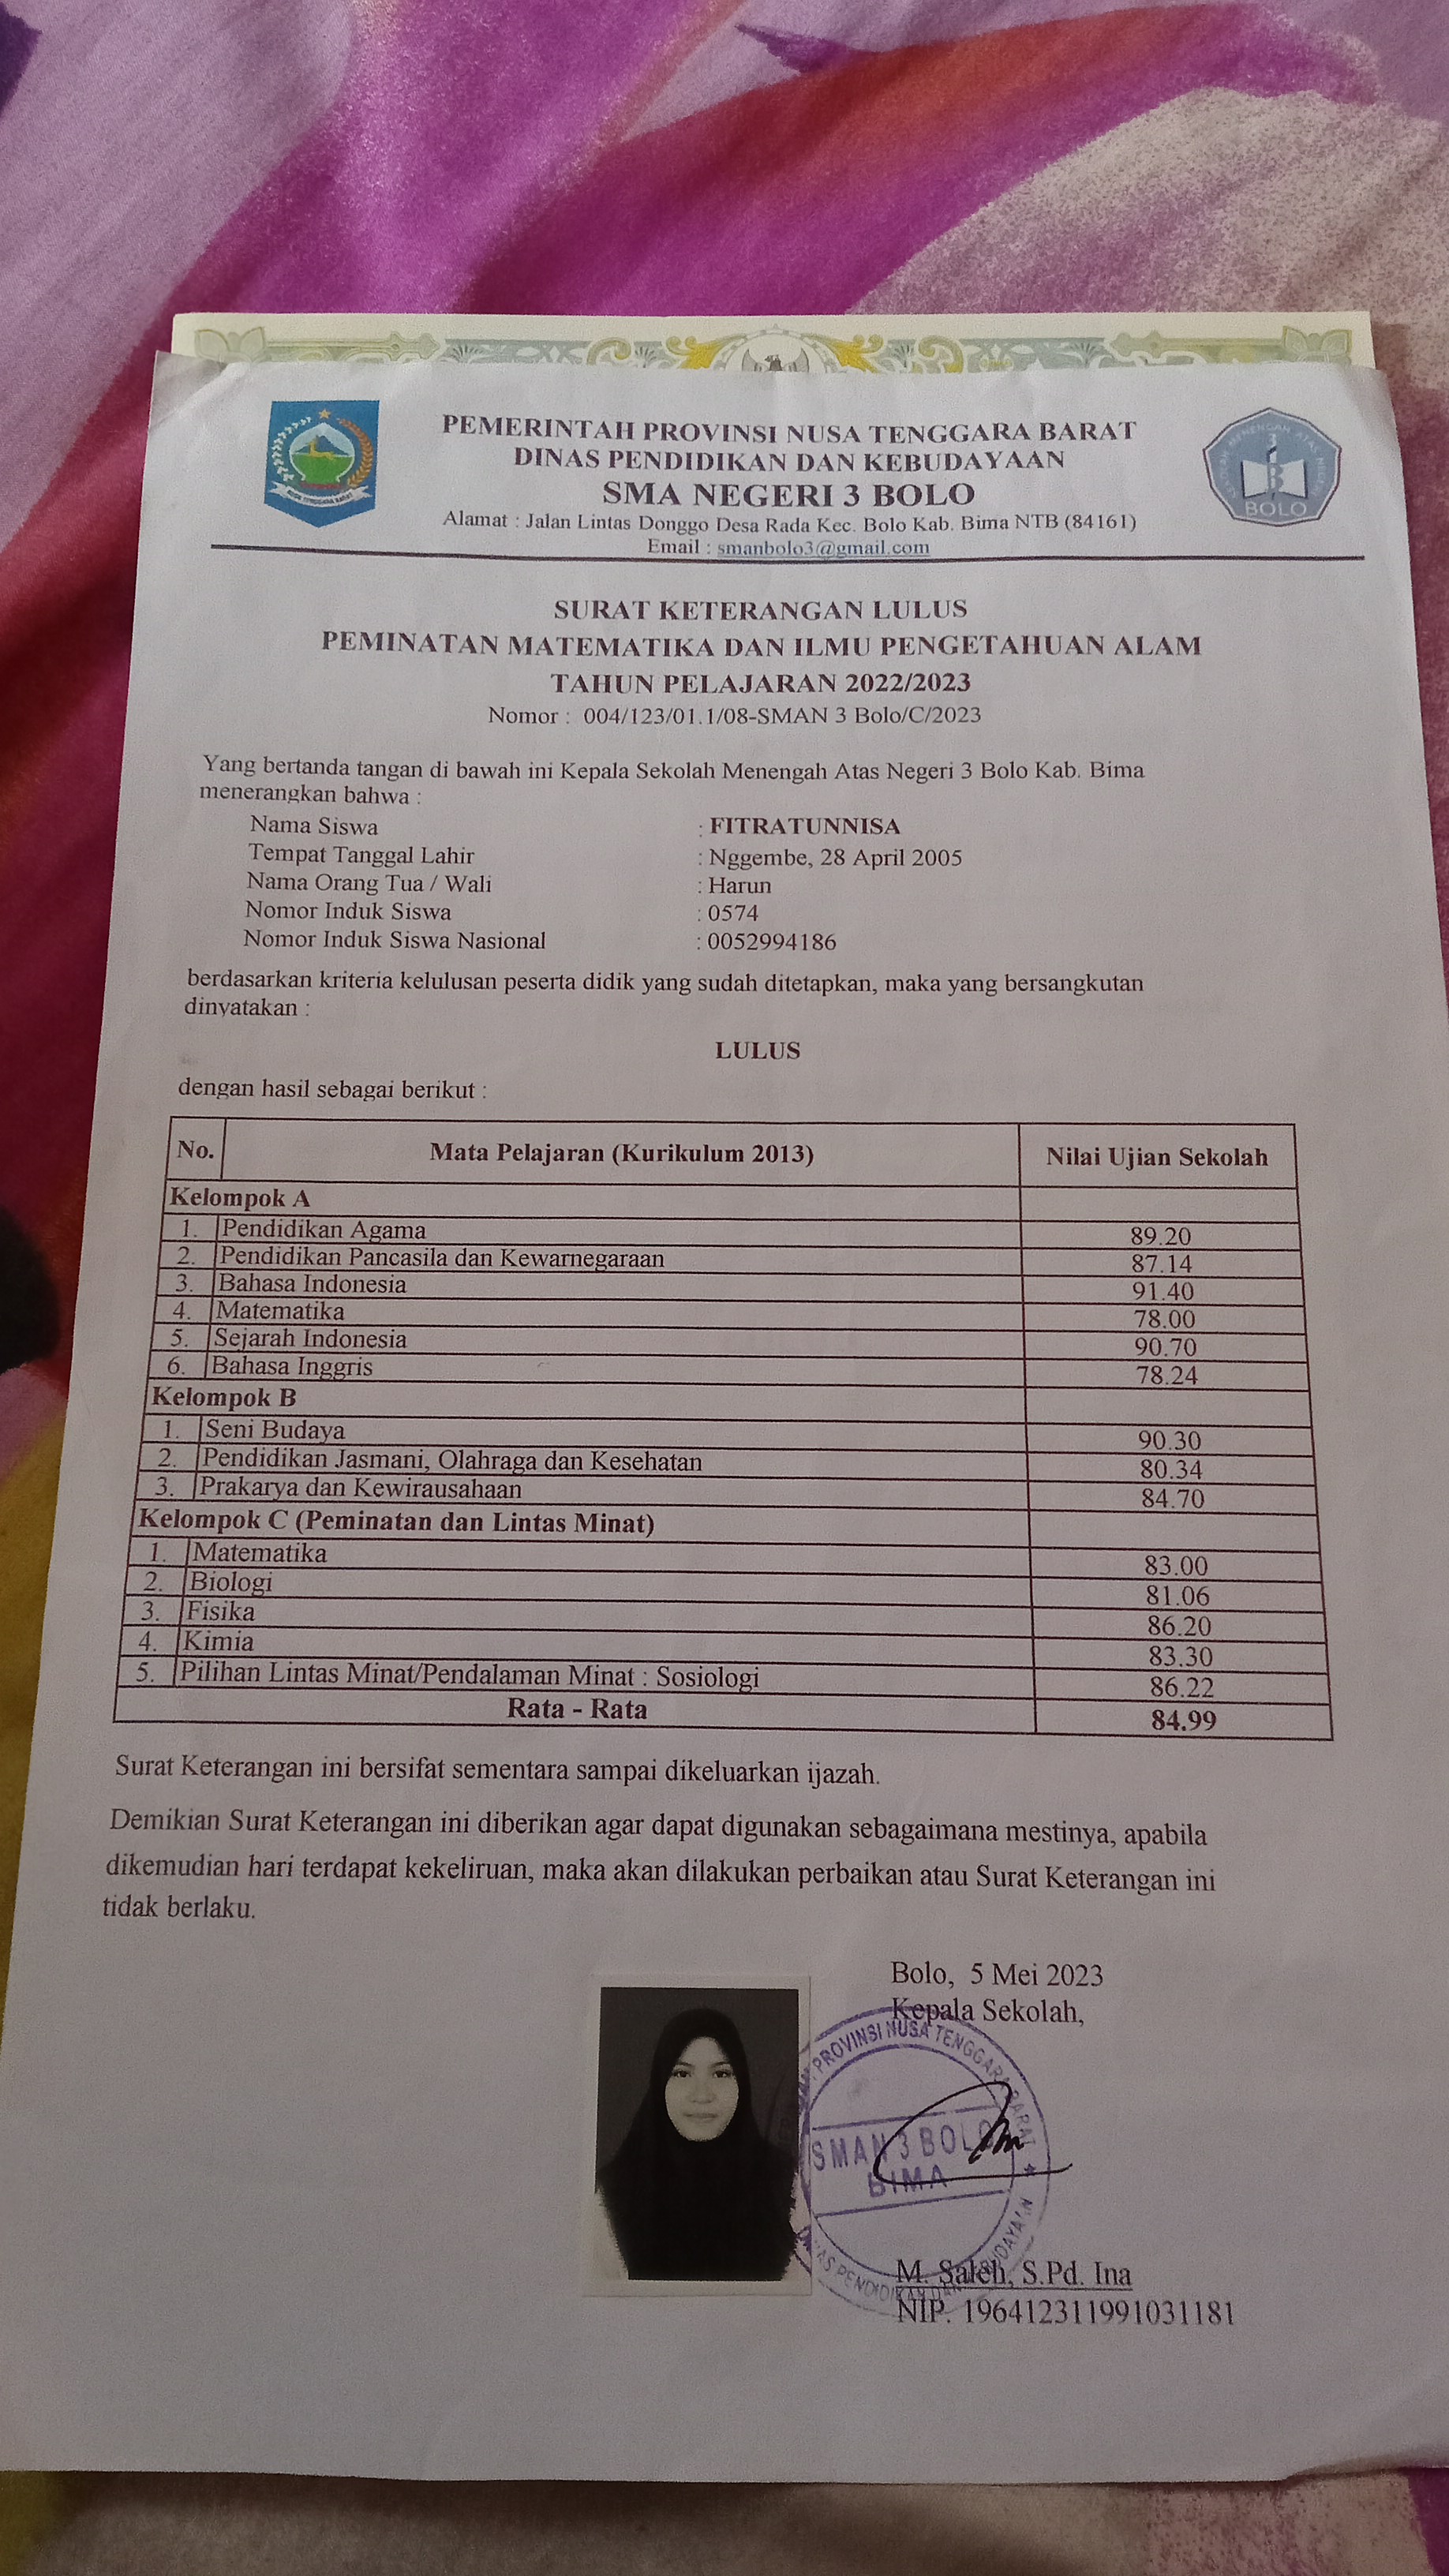 PEMERINTAH PROVINSI NUSA TENGGARA BARAT
DINAS PENDIDIKAN DAN KEBUDAYAAN
SMA NEGERI 3 BOLO
Alamat : Jalan Lintas Donggo Desa Rada Kec. Bolo Kab. Bima NTB (84161)
Email : smanbolo3@gmail.com
NUSA TENGGARA BARAT
3
B
BOLO
SURAT KETERANGAN LULUS
PEMINATAN MATEMATIKA DAN ILMU PENGETAHUAN ALAM
TAHUN PELAJARAN 2022/2023
Nomor : 004/123/01.1/08-SMAN 3 Bolo/C/2023
Yang bertanda tangan di bawah ini Kepala Sekolah Menengah Atas Negeri 3 Bolo Kab. Bima
menerangkan bahwa :
Nama Siswa : FITRATUNNISA
Tempat Tanggal Lahir : Nggembe, 28 April 2005
Nama Orang Tua / Wali : Harun
Nomor Induk Siswa : 0574
Nomor Induk Siswa Nasional : 0052994186
berdasarkan kriteria kelulusan peserta didik yang sudah ditetapkan, maka yang bersangkutan
dinyatakan :
LULUS
dengan hasil sebagai berikut :
No. Mata Pelajaran (Kurikulum 2013) Nilai Ujian Sekolah
Kelompok A
1. Pendidikan Agama 89.20
2. Pendidikan Pancasila dan Kewarnegaraan 87.14
3. Bahasa Indonesia 91.40
4. Matematika 78.00
5. Sejarah Indonesia 90.70
6. Bahasa Inggris 78.24
Kelompok B
1. Seni Budaya 90.30
2. Pendidikan Jasmani, Olahraga dan Kesehatan 80.34
3. Prakarya dan Kewirausahaan 84.70
Kelompok C (Peminatan dan Lintas Minat)
1. Matematika 83.00
2. Biologi 81.06
3. Fisika 86.20
4. Kimia 83.30
5. Pilihan Lintas Minat/Pendalaman Minat : Sosiologi 86.22
Rata - Rata 84.99
Surat Keterangan ini bersifat sementara sampai dikeluarkan ijazah.
Demikian Surat Keterangan ini diberikan agar dapat digunakan sebagaimana mestinya, apabila
dikemudian hari terdapat kekeliruan, maka akan dilakukan perbaikan atau Surat Keterangan ini
tidak berlaku.
Bolo, 5 Mei 2023
Kepala Sekolah,
PROVINSI NUSA TENGGARA BARAT
SMAN 3 BOLO
BIMA
M. Saleh, S.Pd. Ina
NIP. 196412311991031181